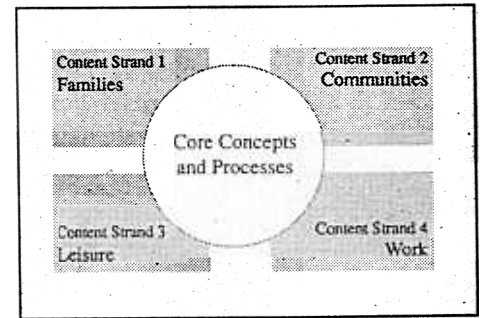 Content Strand 1
Families
Content Strand 2
Communities
Core Concepts
and Processes
Content Strand 3
Leisure
Content Strand 4
Work